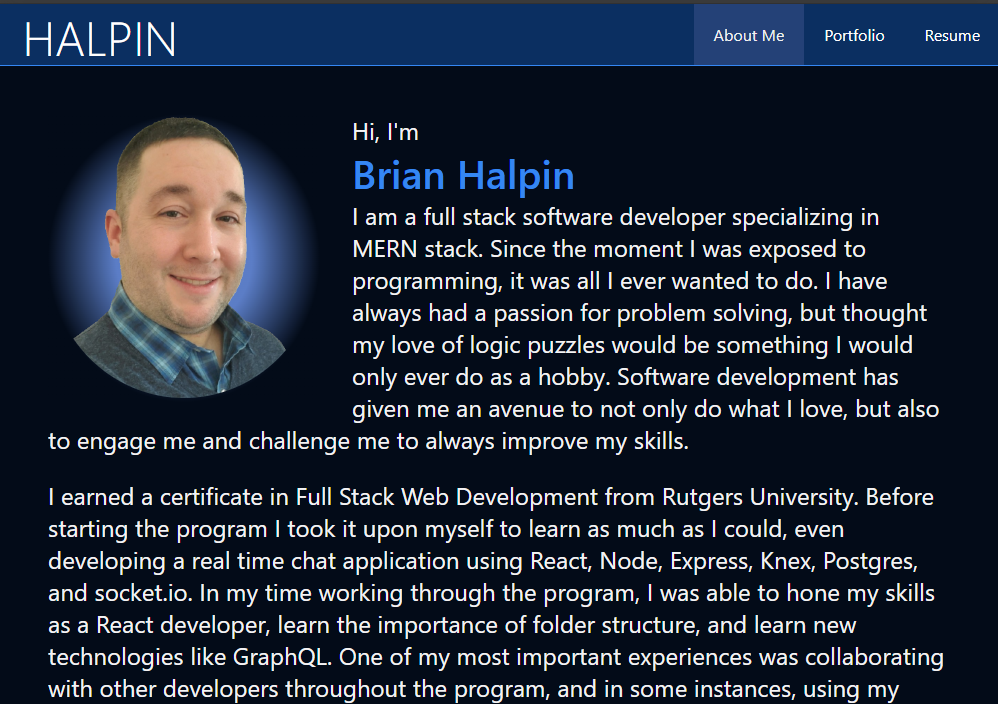 HALPIN
About Me
Portfolio
Resume
Hi, I'm
Brian Halpin
I am a full stack software developer specializing in
MERN stack. Since the moment I was exposed to
programming, it was all I ever wanted to do. I have
always had a passion for problem solving, but thought
my love of logic puzzles would be something I would
only ever do as a hobby. Software development has
given me an avenue to not only do what I love, but also
to engage me and challenge me to always improve my skills.
I earned a certificate in Full Stack Web Development from Rutgers University. Before
starting the program I took it upon myself to learn as much as I could, even
developing a real time chat application using React, Node, Express, Knex, Postgres,
and socket.io. In my time working through the program, I was able to hone my skills
as a React developer, learn the importance of folder structure, and learn new
technologies like GraphQL. One of my most important experiences was collaborating
with other developers throughout the program, and in some instances, using my